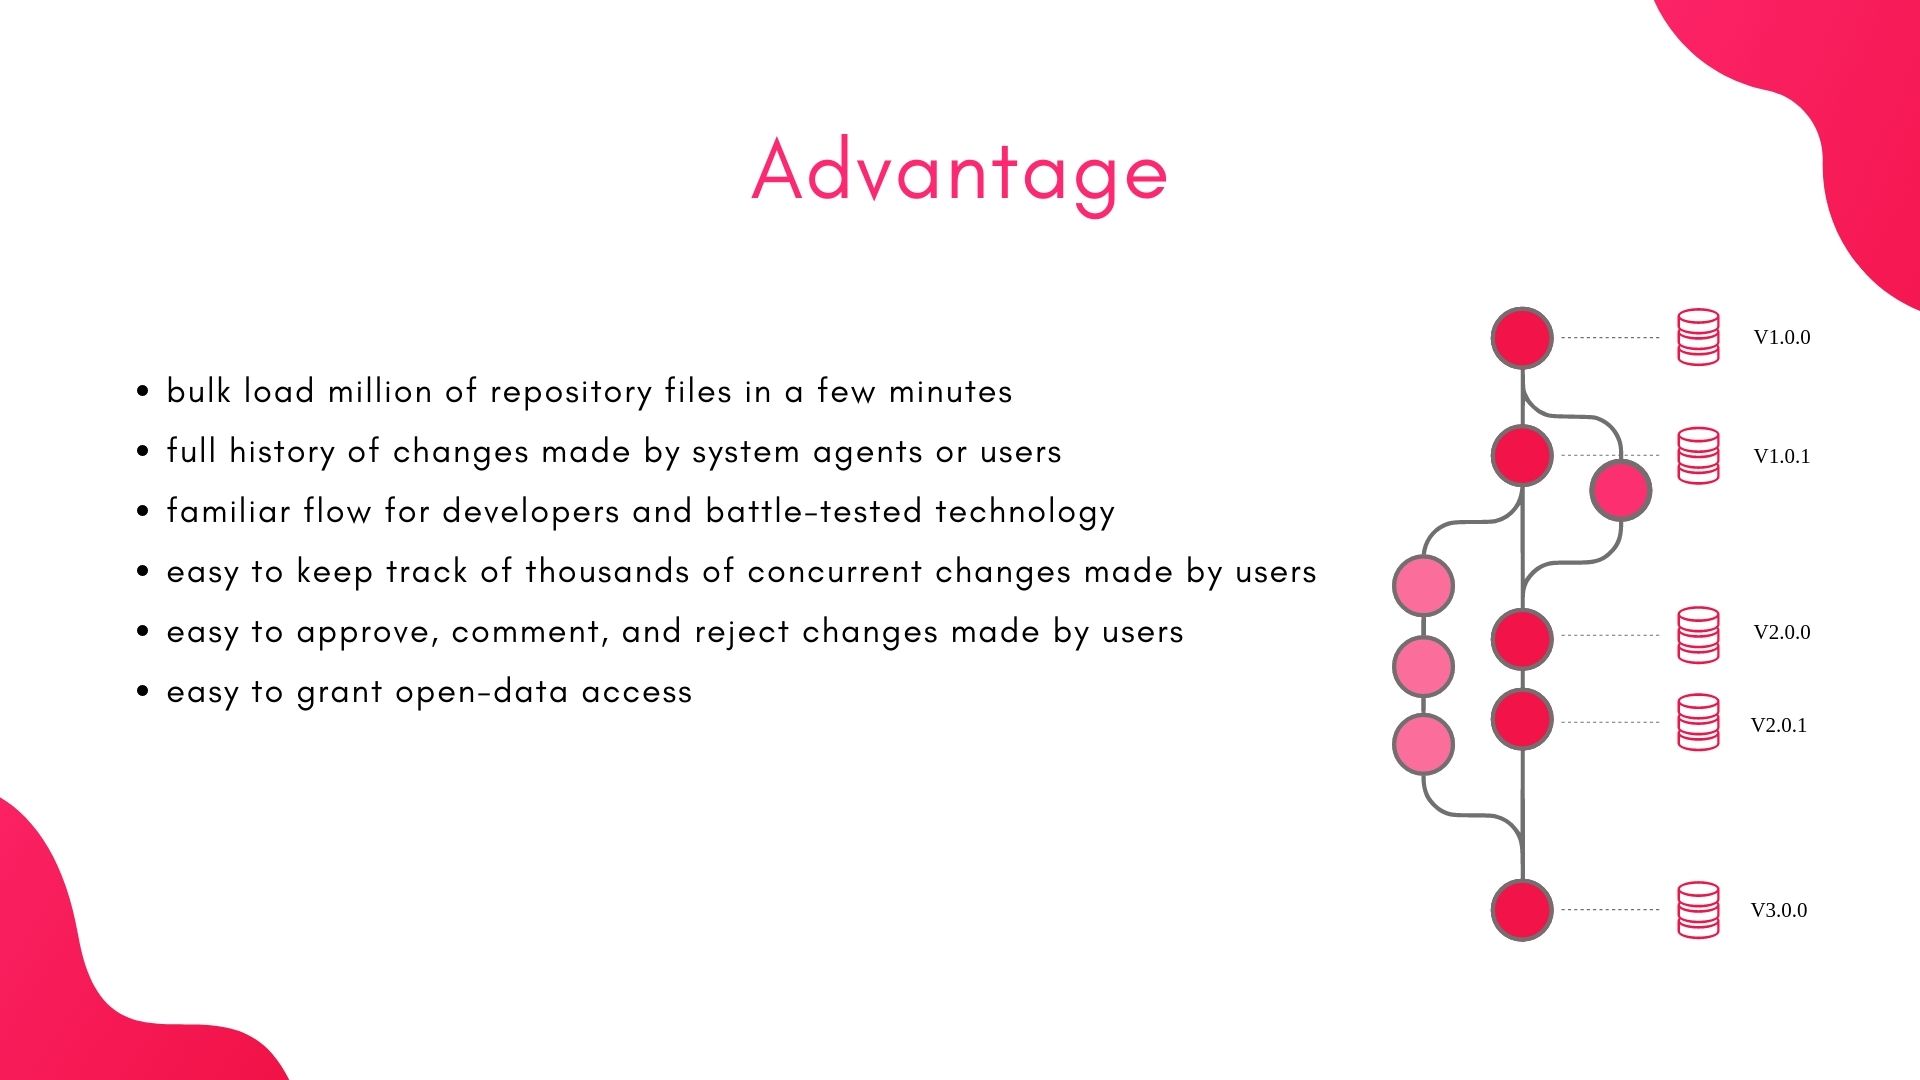 Advantage
• bulk load million of repository files in a few minutes
• full history of changes made by system agents or users
• familiar flow for developers and battle-tested technology
• easy to keep track of thousands of concurrent changes made by users
• easy to approve, comment, and reject changes made by users
• easy to grant open-data access
V1.0.0
V1.0.1
V2.0.0
V2.0.1
V3.0.0